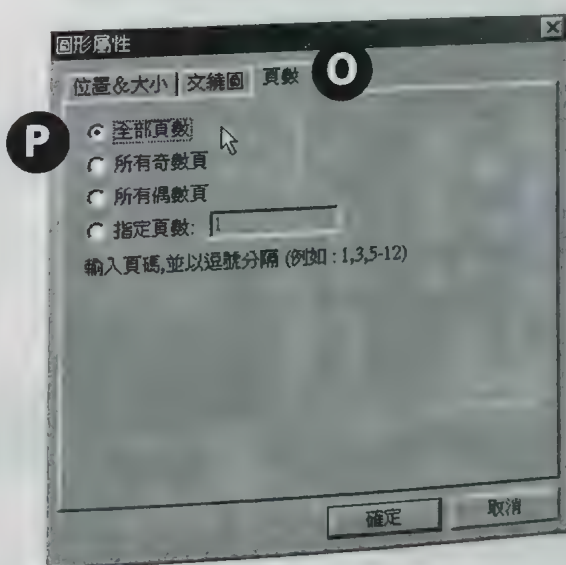 圖形屬性
位置&大小 文繞圖 頁數 O
P 全部頁數
所有奇數頁
所有偶數頁
指定頁數: 1
輸入頁碼,並以逗號分隔 (例如 : 1,3,5-12)
確定 取消